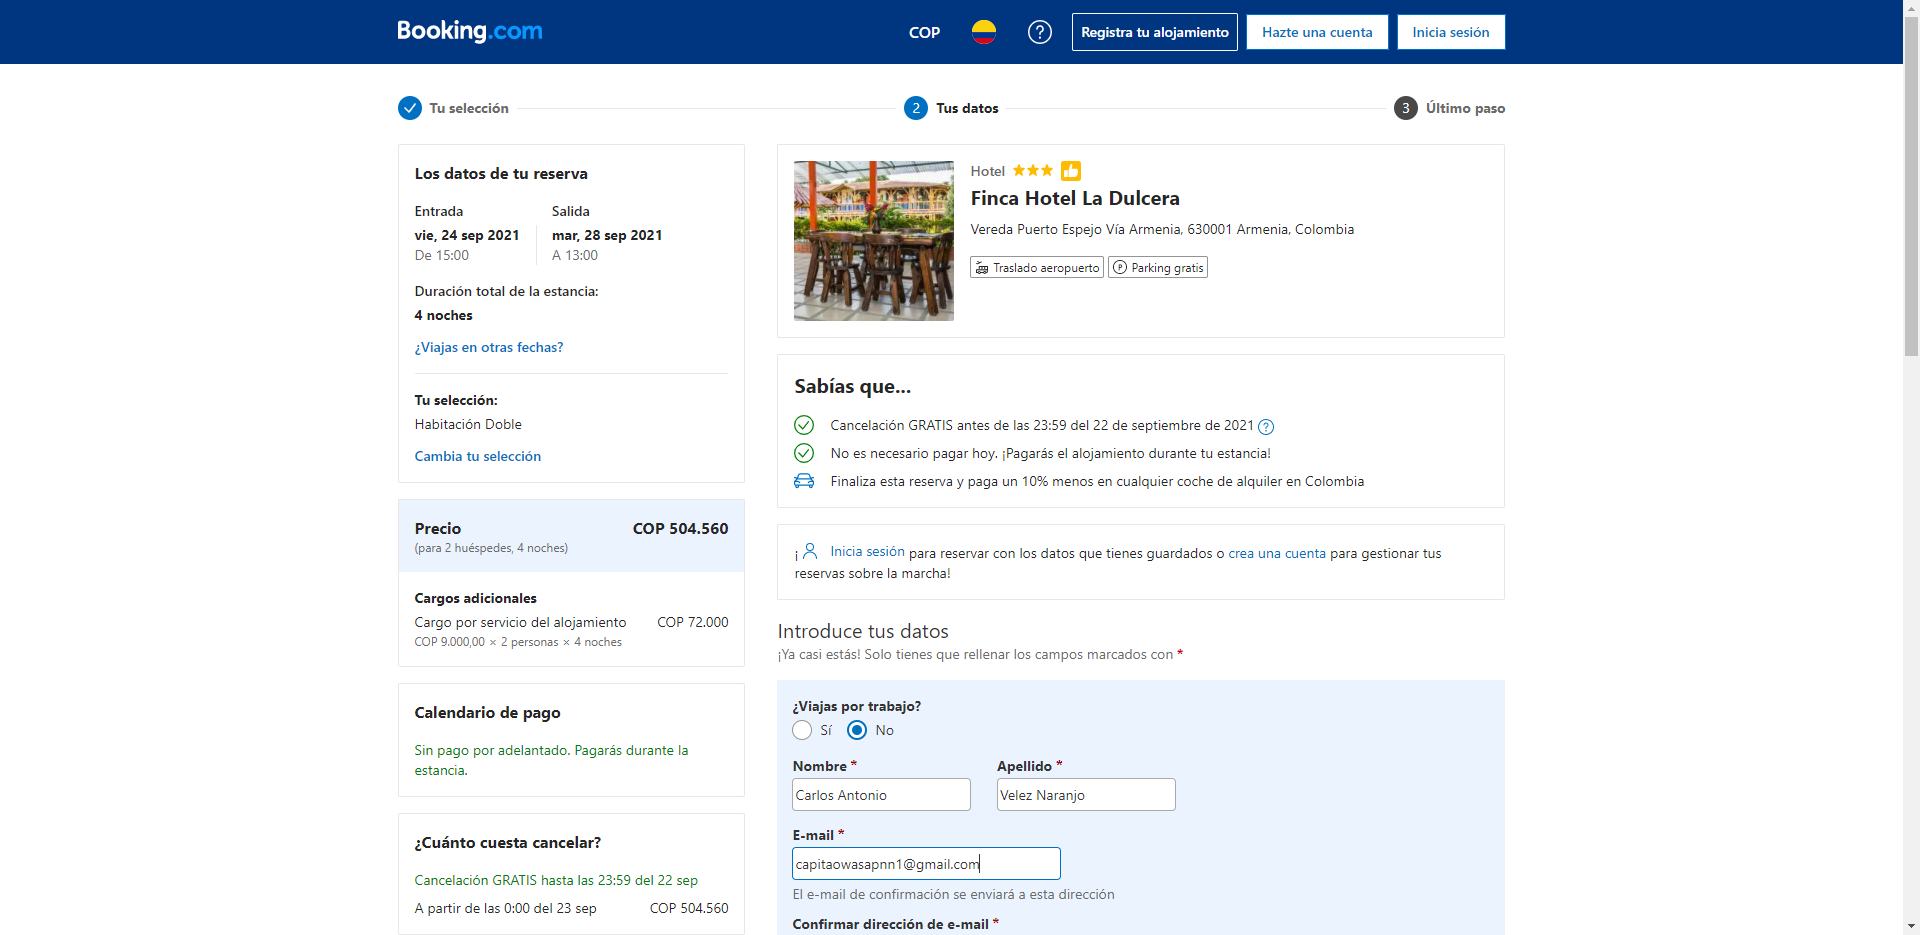 Booking.com
COP
Registra tu alojamiento
Hazte una cuenta
Inicia sesión
Tu selección
2 Tus datos
3 Último paso
Los datos de tu reserva
Entrada Salida
vie, 24 sep 2021 mar, 28 sep 2021
De 15:00 A 13:00
Duración total de la estancia:
4 noches
¿Viajas en otras fechas?
Tu selección:
Habitación Doble
Cambia tu selección
Precio COP 504.560
(para 2 huéspedes, 4 noches)
Cargos adicionales
Cargo por servicio del alojamiento COP 72.000
COP 9.000,00 × 2 personas × 4 noches
Calendario de pago
Sin pago por adelantado. Pagarás durante la
estancia.
¿Cuánto cuesta cancelar?
Cancelación GRATIS hasta las 23:59 del 22 sep
A partir de las 0:00 del 23 sep COP 504.560
Hotel
Finca Hotel La Dulcera
Vereda Puerto Espejo Vía Armenia, 630001 Armenia, Colombia
Traslado aeropuerto
P Parking gratis
Sabías que...
Cancelación GRATIS antes de las 23:59 del 22 de septiembre de 2021 ?
No es necesario pagar hoy. ¡Pagarás el alojamiento durante tu estancia!
Finaliza esta reserva y paga un 10% menos en cualquier coche de alquiler en Colombia
¡ Inicia sesión para reservar con los datos que tienes guardados o crea una cuenta para gestionar tus
reservas sobre la marcha!
Introduce tus datos
¡Ya casi estás! Solo tienes que rellenar los campos marcados con *
¿Viajas por trabajo?
Sí No
Nombre * Apellido *
Carlos Antonio Velez Naranjo
E-mail *
capitaowasapnn1@gmail.com
El e-mail de confirmación se enviará a esta dirección
Confirmar dirección de e-mail *